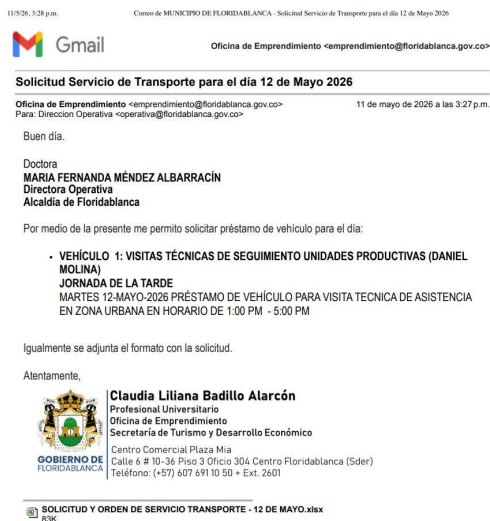 11/5/26, 3:28 p.m.
Correo de MUNICIPIO DE FLORIDABLANCA - Solicitud Servicio de Transporte para el día 12 de Mayo 2026
Gmail
Oficina de Emprendimiento <emprendimiento@floridablanca.gov.co>
Solicitud Servicio de Transporte para el día 12 de Mayo 2026
Oficina de Emprendimiento <emprendimiento@floridablanca.gov.co>
11 de mayo de 2026 a las 3:27 p.m.
Para: Direccion Operativa <operativa@floridablanca.gov.co>
Buen día.
Doctora
MARIA FERNANDA MÉNDEZ ALBARRACÍN
Directora Operativa
Alcaldía de Floridablanca
Por medio de la presente me permito solicitar préstamo de vehículo para el día:
• VEHÍCULO 1: VISITAS TÉCNICAS DE SEGUIMIENTO UNIDADES PRODUCTIVAS (DANIEL
MOLINA)
JORNADA DE LA TARDE
MARTES 12-MAYO-2026 PRÉSTAMO DE VEHÍCULO PARA VISITA TECNICA DE ASISTENCIA
EN ZONA URBANA EN HORARIO DE 1:00 PM - 5:00 PM
Igualmente se adjunta el formato con la solicitud.
Atentamente,
GOBIERNO DE
FLORIDABLANCA
Claudia Liliana Badillo Alarcón
Profesional Universitario
Oficina de Emprendimiento
Secretaría de Turismo y Desarrollo Económico
Centro Comercial Plaza Mia
Calle 6 # 10-36 Piso 3 Oficio 304 Centro Floridablanca (Sder)
Teléfono: (+57) 607 691 10 50 + Ext. 2601
SOLICITUD Y ORDEN DE SERVICIO TRANSPORTE - 12 DE MAYO.xlsx
83K